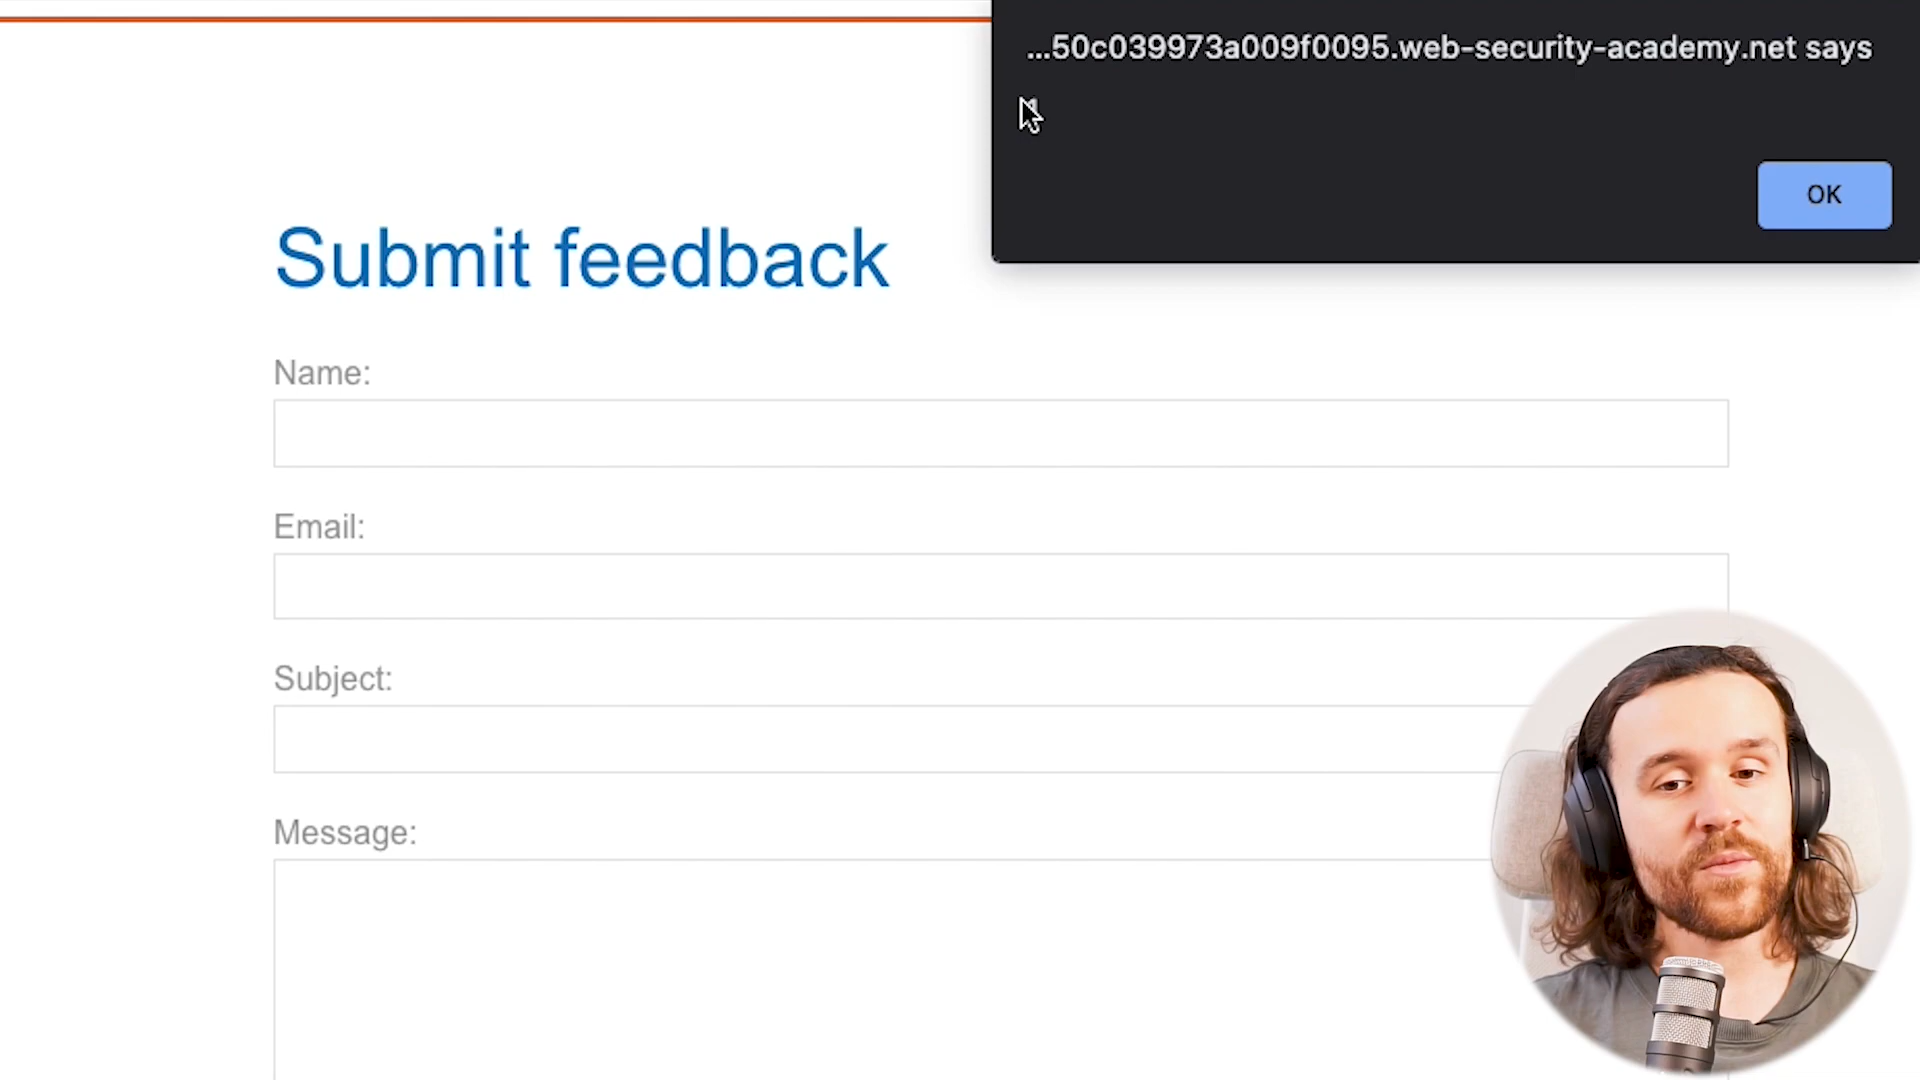 ...50c039973a009f0095.web-security-academy.net says
OK
Submit feedback
Name:
Email:
Subject:
Message: